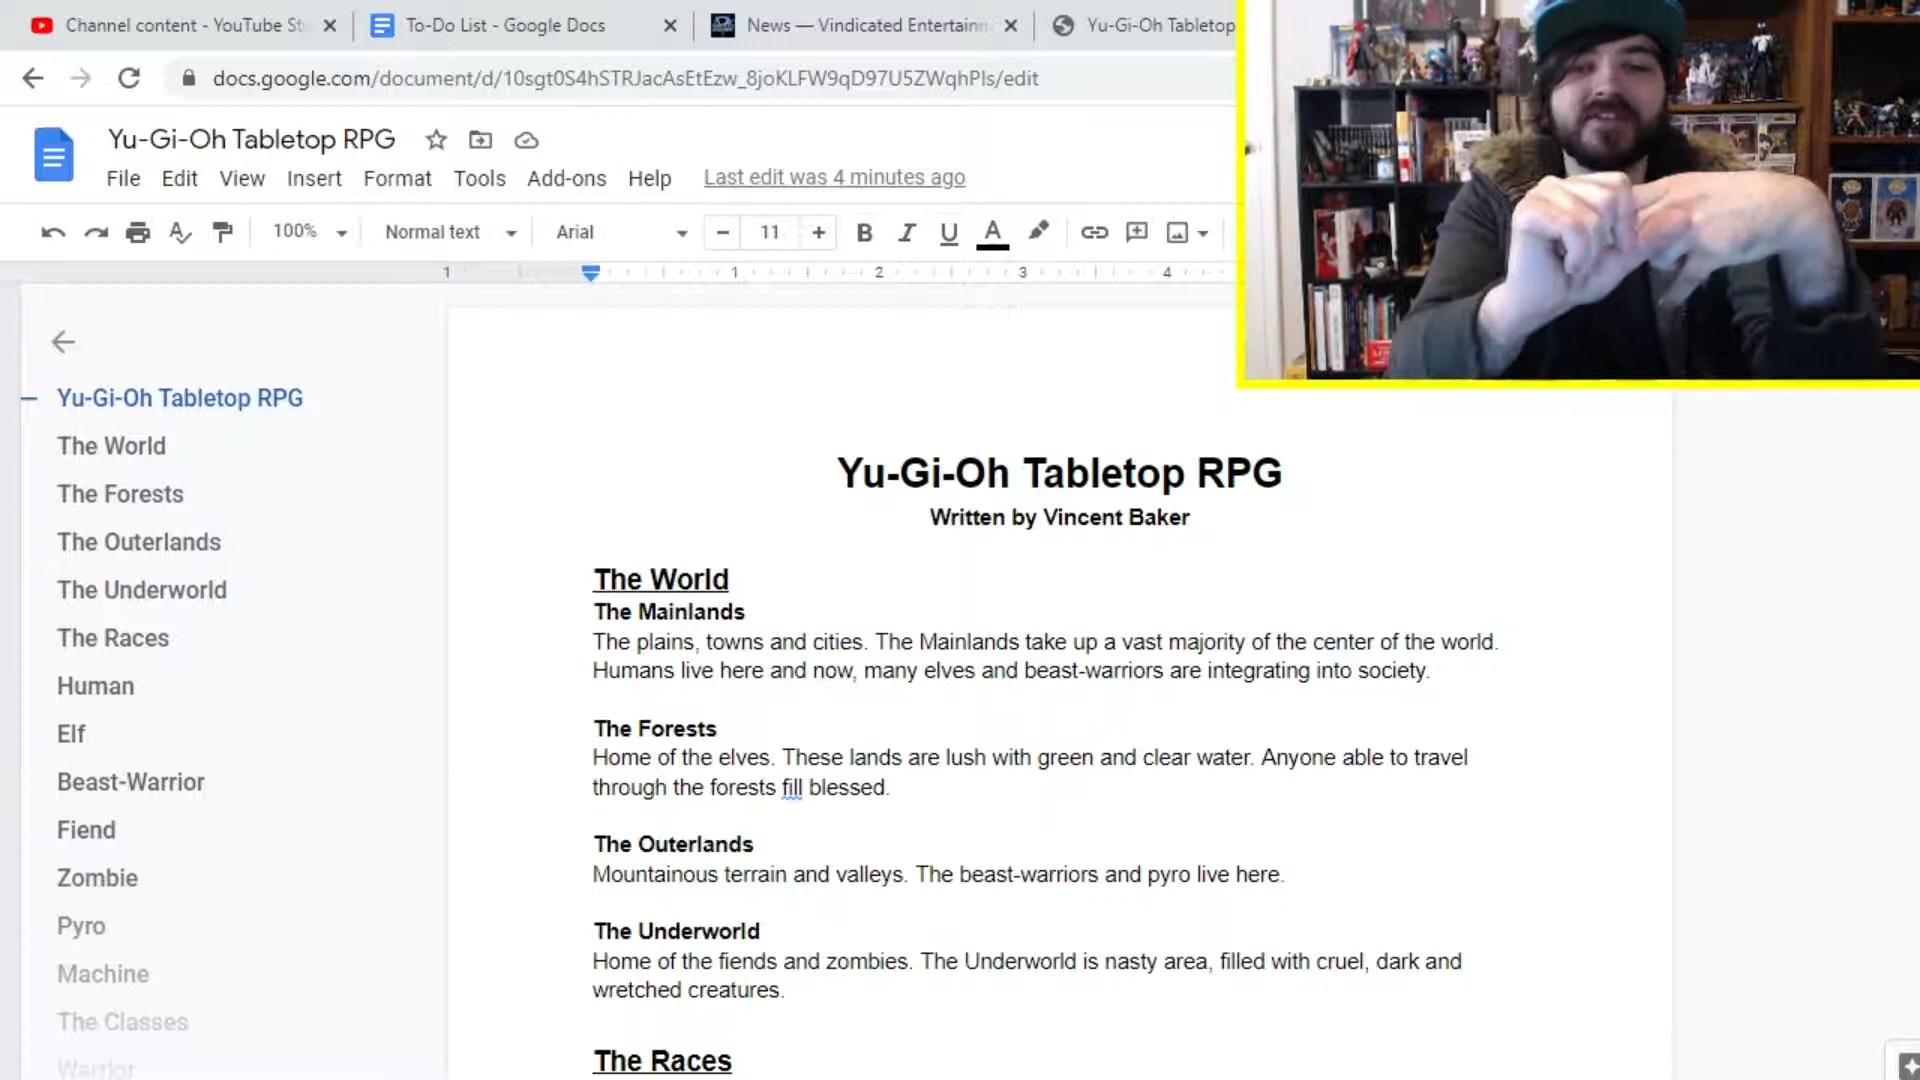 Channel content - YouTube St
To-Do List - Google Docs
News — Vindicated Entertainm
Yu-Gi-Oh Tabletop
docs.google.com/document/d/10sgt0S4hSTRJacAsEtEzw_8joKLFW9qD97U5ZWqhPIs/edit
Yu-Gi-Oh Tabletop RPG
File Edit View Insert Format Tools Add-ons Help Last edit was 4 minutes ago
100% Normal text Arial 11 B I U A
1 1 2 3 4
Yu-Gi-Oh Tabletop RPG
The World
The Forests
The Outerlands
The Underworld
The Races
Human
Elf
Beast-Warrior
Fiend
Zombie
Pyro
Machine
The Classes
Warrior
Yu-Gi-Oh Tabletop RPG
Written by Vincent Baker
The World
The Mainlands
The plains, towns and cities. The Mainlands take up a vast majority of the center of the world.
Humans live here and now, many elves and beast-warriors are integrating into society.
The Forests
Home of the elves. These lands are lush with green and clear water. Anyone able to travel
through the forests fill blessed.
The Outerlands
Mountainous terrain and valleys. The beast-warriors and pyro live here.
The Underworld
Home of the fiends and zombies. The Underworld is nasty area, filled with cruel, dark and
wretched creatures.
The Races